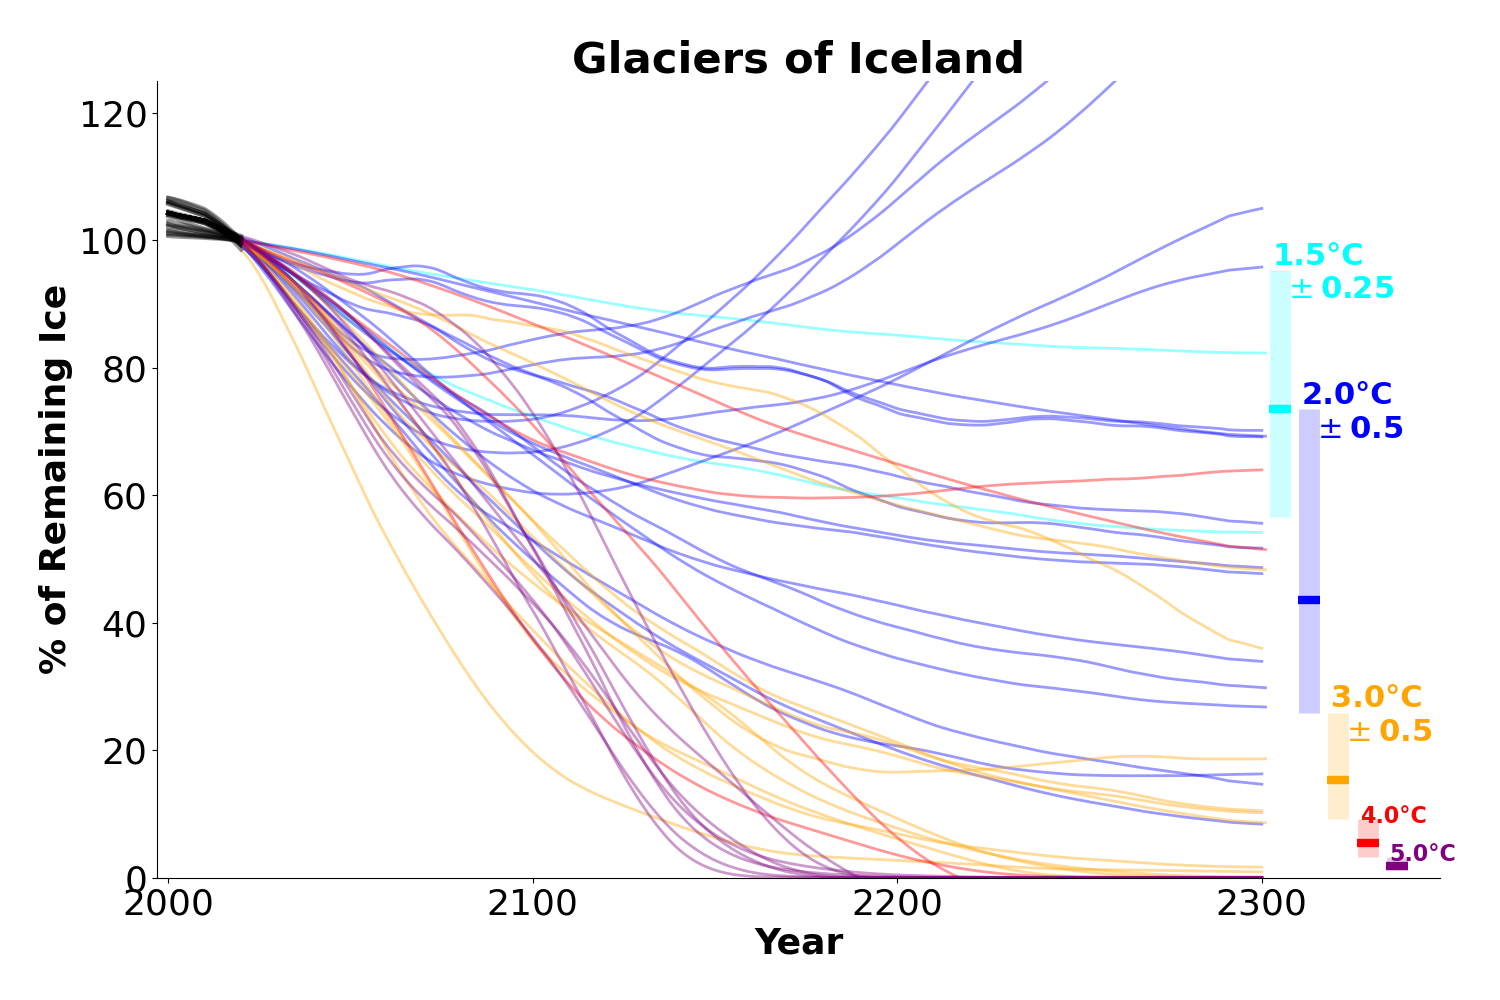 Glaciers of Iceland
% of Remaining Ice
120
100
80
60
40
20
0
1.5°C
± 0.25
2.0°C
± 0.5
3.0°C
± 0.5
4.0°C
5.0°C
2000
2100
2200
2300
Year